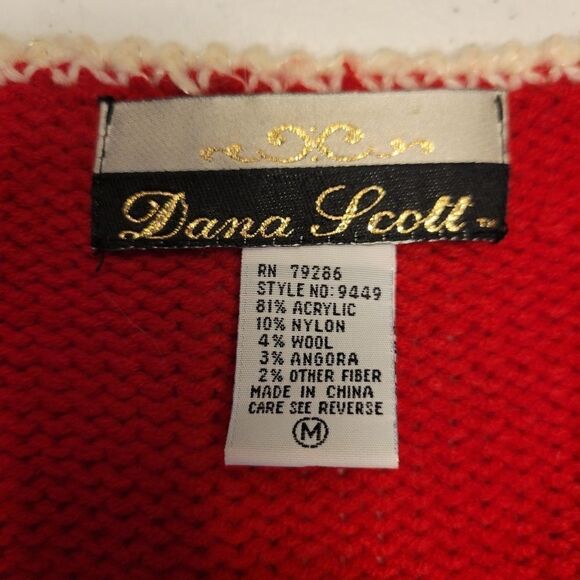 Dana Scott™
RN 79286
STYLE NO:9449
81% ACRYLIC
10% NYLON
4% WOOL
3% ANGORA
2% OTHER FIBER
MADE IN CHINA
CARE SEE REVERSE
M